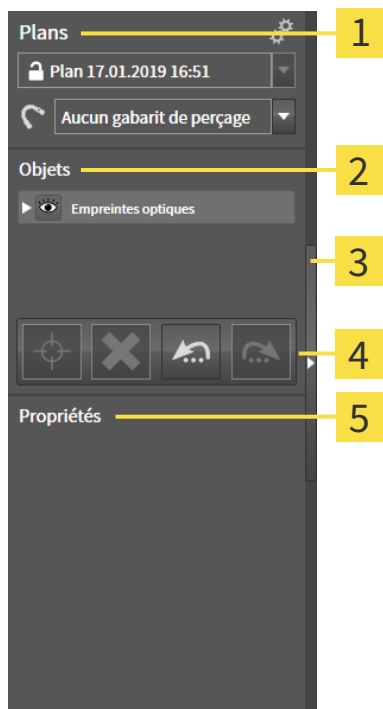 Plans
1
Plan 17.01.2019 16:51
Aucun gabarit de perçage
Objets
2
Empreintes optiques
3
4
Propriétés
5